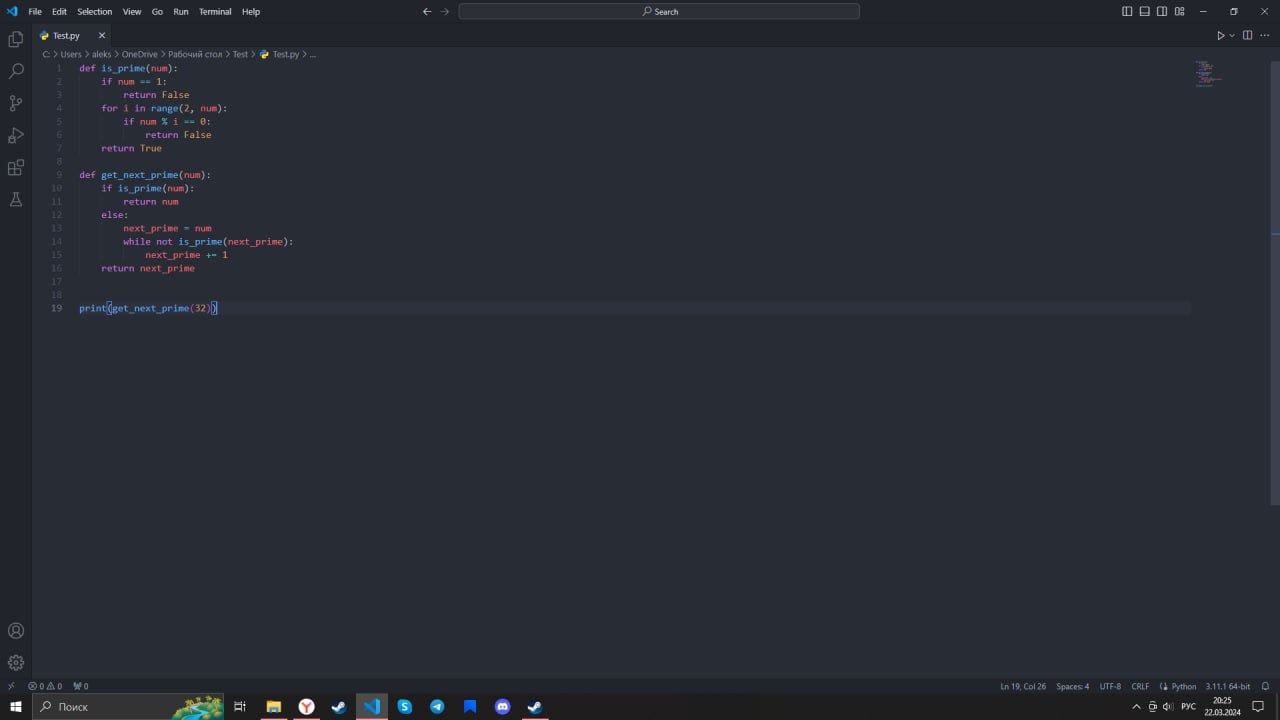 File Edit Selection View Go Run Terminal Help
Search
Test.py
C: > Users > aleks > OneDrive > Рабочий стол > Test > Test.py > ...
1 def is_prime(num):
2     if num == 1:
3         return False
4     for i in range(2, num):
5         if num % i == 0:
6             return False
7     return True
8
9 def get_next_prime(num):
10     if is_prime(num):
11         return num
12     else:
13         next_prime = num
14         while not is_prime(next_prime):
15             next_prime += 1
16     return next_prime
17
18
19 print(get_next_prime(32))
0 0 0 Ln 19, Col 26 Spaces: 4 UTF-8 CRLF Python 3.11.1 64-bit
Поиск
РУС
20:25
22.03.2024